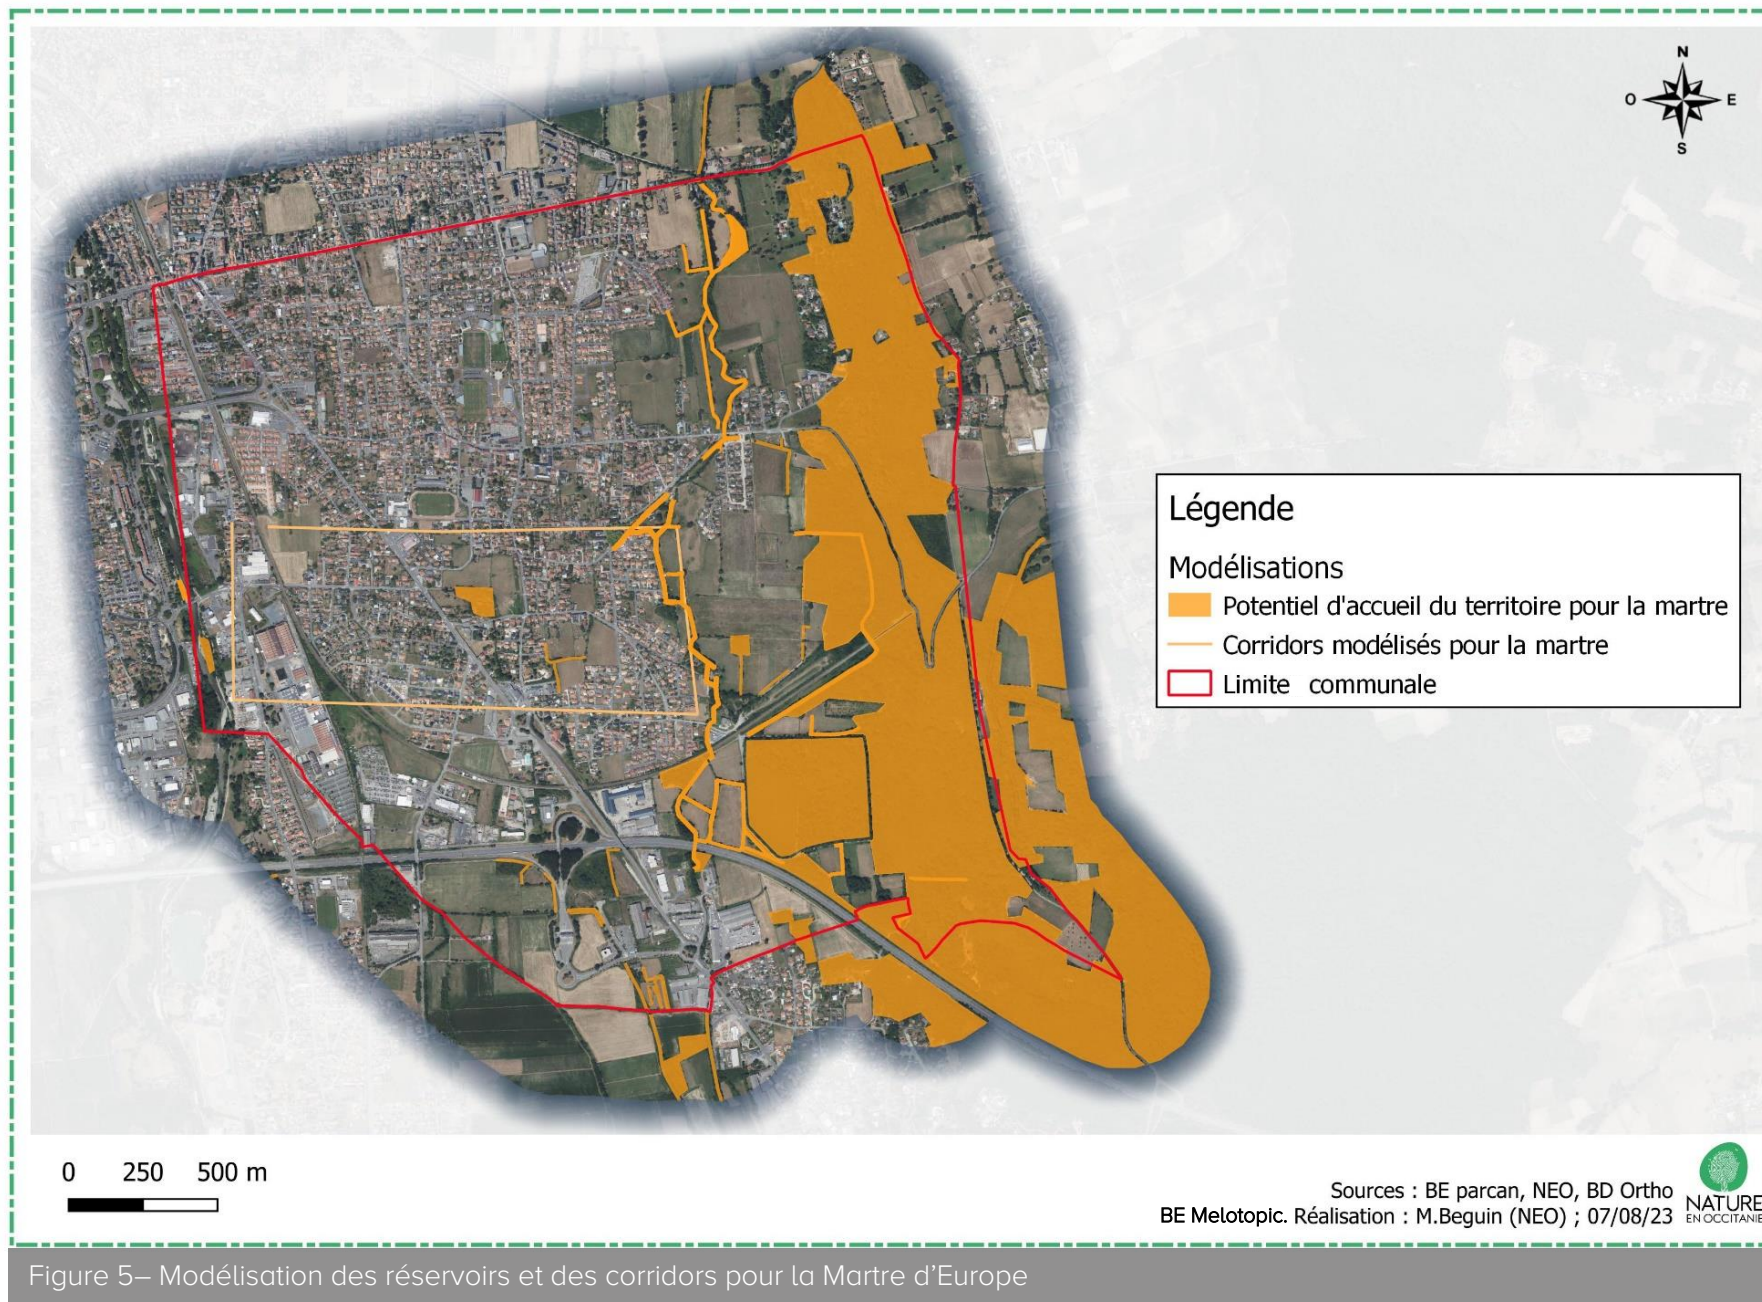 N
O E
S
Légende
Modélisations
Potentiel d'accueil du territoire pour la martre
Corridors modélisés pour la martre
Limite communale
0 250 500 m
Sources : BE parcan, NEO, BD Ortho
BE Melotopic. Réalisation : M.Beguin (NEO) ; 07/08/23
NATURE
EN OCCITANIE
Figure 5– Modélisation des réservoirs et des corridors pour la Martre d'Europe